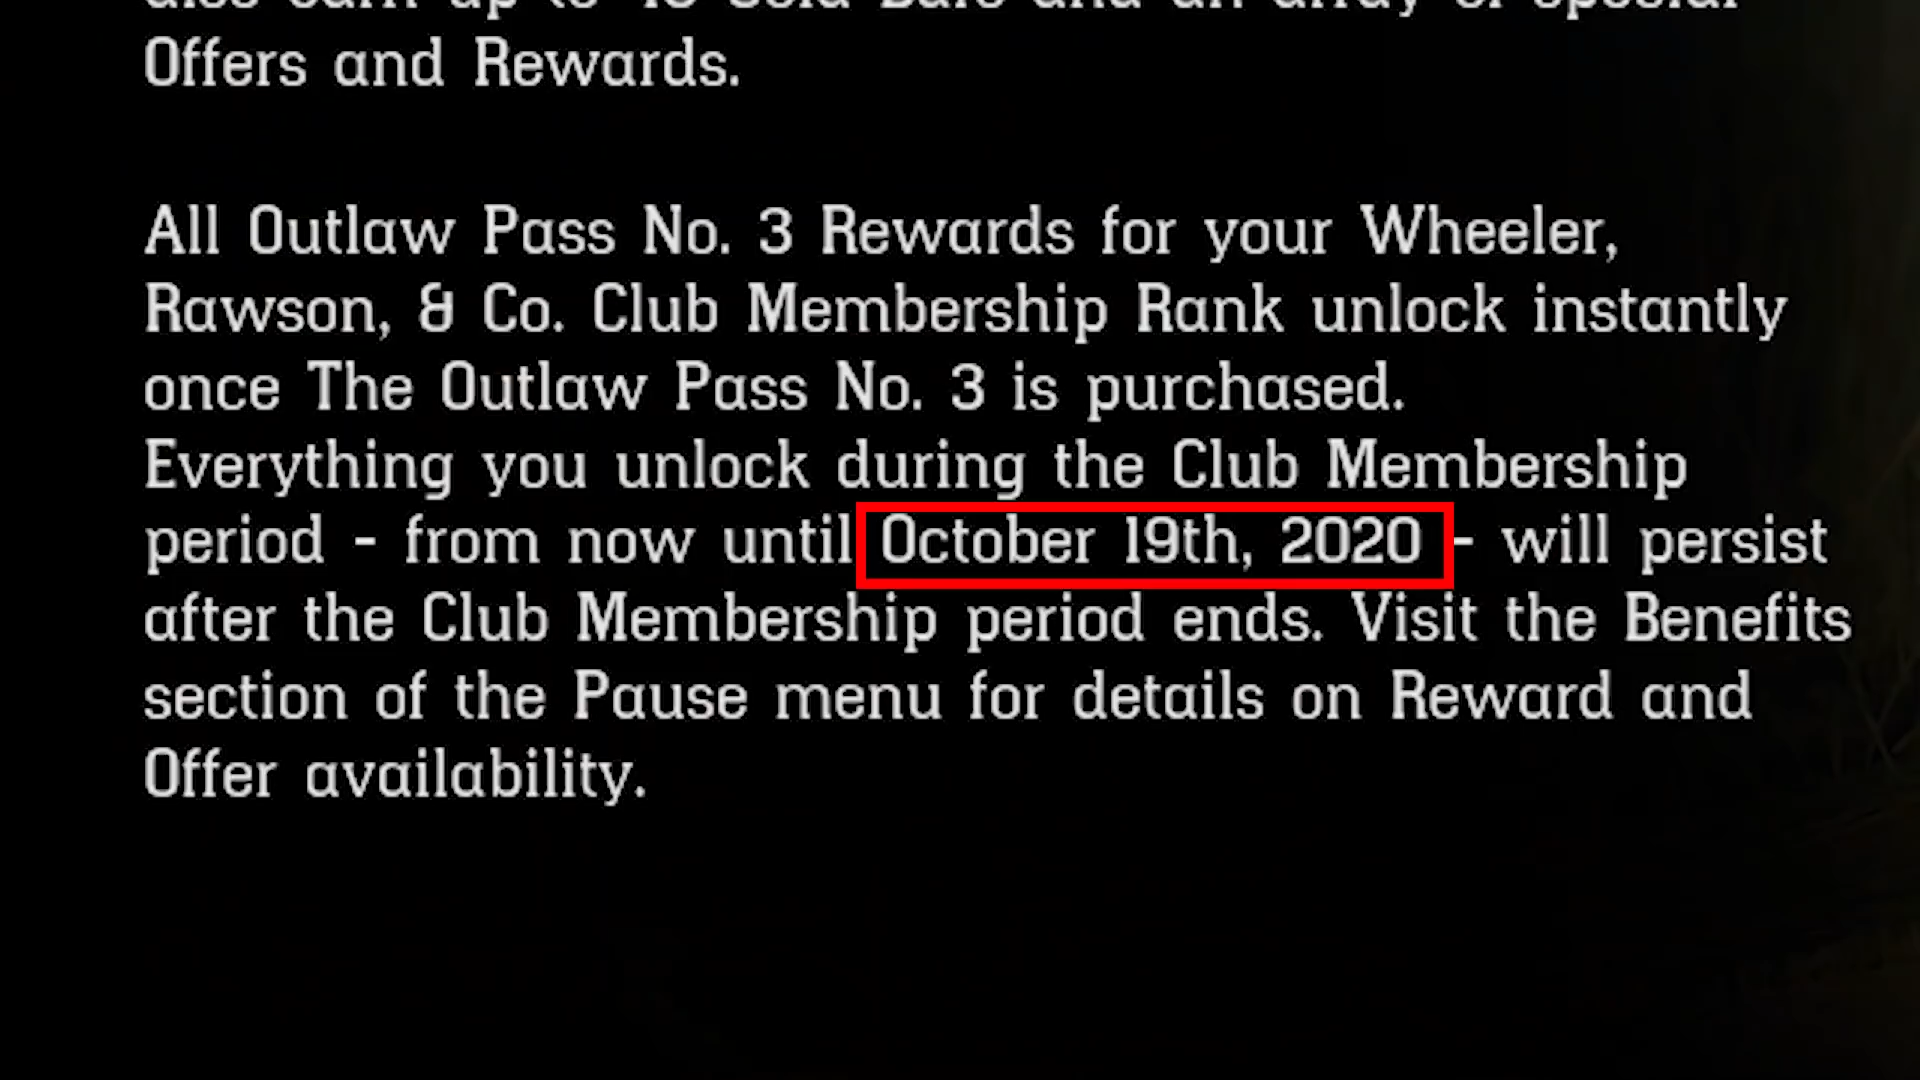 Offers and Rewards.
All Outlaw Pass No. 3 Rewards for your Wheeler,
Rawson, & Co. Club Membership Rank unlock instantly
once The Outlaw Pass No. 3 is purchased.
Everything you unlock during the Club Membership
period - from now until October 19th, 2020 - will persist
after the Club Membership period ends. Visit the Benefits
section of the Pause menu for details on Reward and
Offer availability.